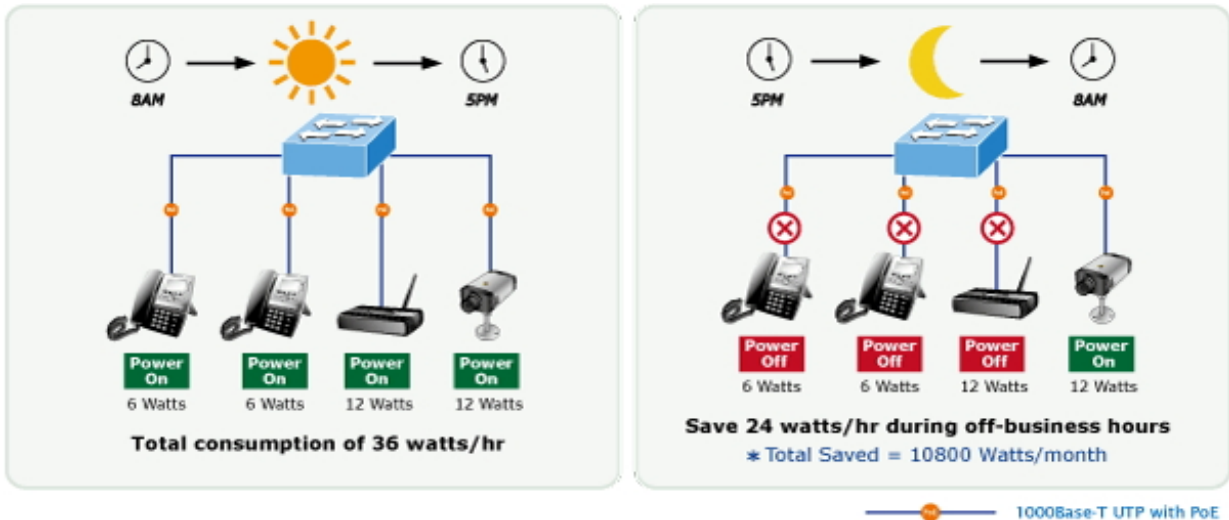 8AM
5PM
Power On
6 Watts
Power On
6 Watts
Power On
12 Watts
Power On
12 Watts
Total consumption of 36 watts/hr
5PM
8AM
Power Off
6 Watts
Power Off
6 Watts
Power Off
12 Watts
Power On
12 Watts
Save 24 watts/hr during off-business hours
* Total Saved = 10800 Watts/month
PoE
1000Base-T UTP with PoE